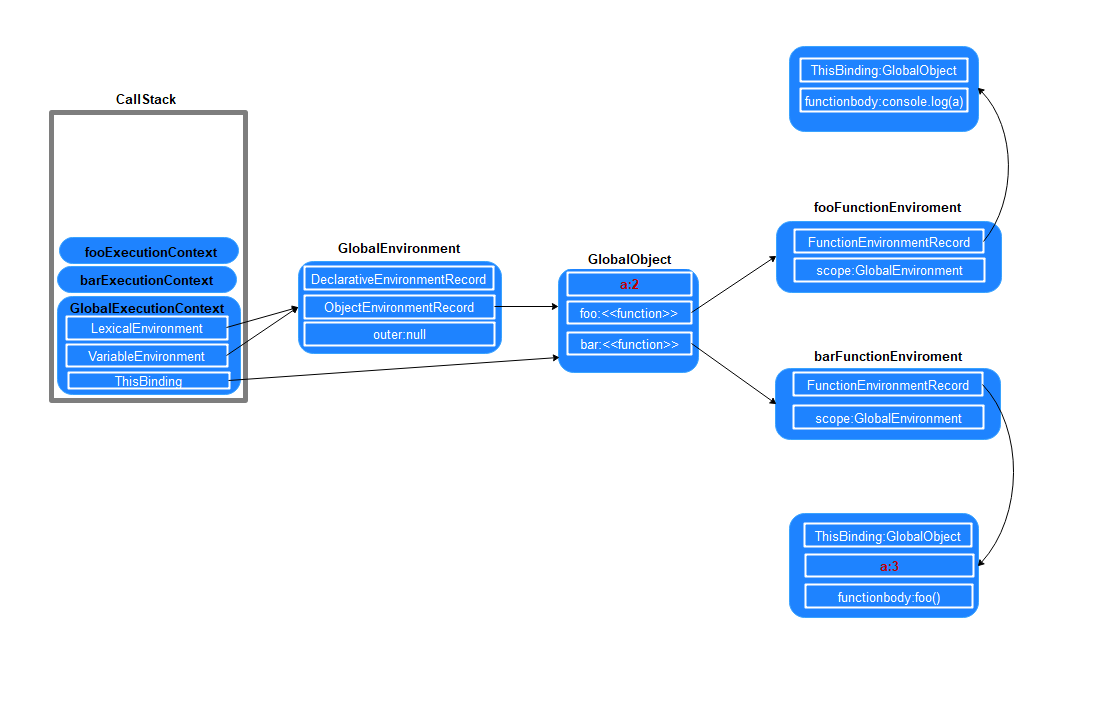 CallStack
fooExecutionContext
barExecutionContext
GlobalExecutionContext
LexicalEnvironment
VariableEnvironment
ThisBinding
GlobalEnvironment
DeclarativeEnvironmentRecord
ObjectEnvironmentRecord
outer:null
GlobalObject
a:2
foo:<<function>>
bar:<<function>>
ThisBinding:GlobalObject
functionbody:console.log(a)
fooFunctionEnviroment
FunctionEnvironmentRecord
scope:GlobalEnvironment
barFunctionEnviroment
FunctionEnvironmentRecord
scope:GlobalEnvironment
ThisBinding:GlobalObject
a:3
functionbody:foo()